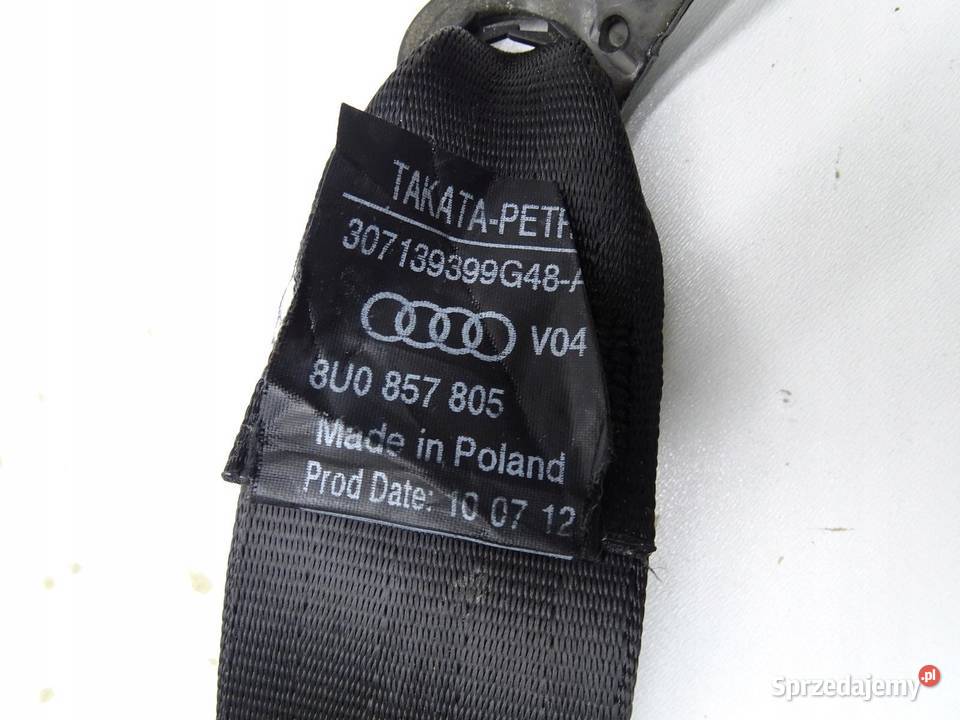 TAKATA-PETR
307139399G48-A
V04
8U0 857 805
Made in Poland
Prod Date: 10 07 12
Sprzedajemy.pl